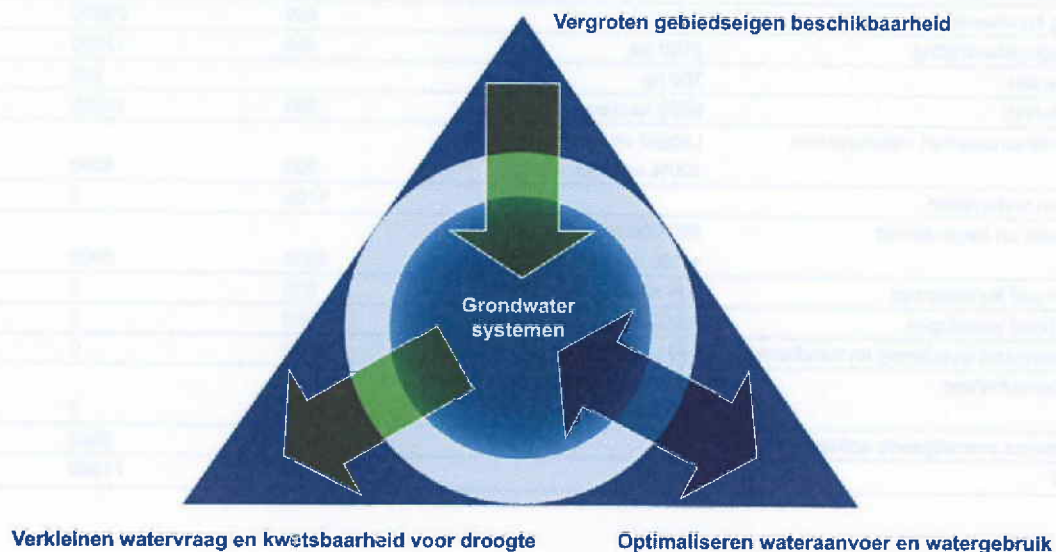 Vergroten gebiedseigen beschikbaarheid
Grondwater
systemen
Verkleinen watervraag en kwetsbaarheid voor droogte
Optimaliseren wateraanvoer en watergebruik